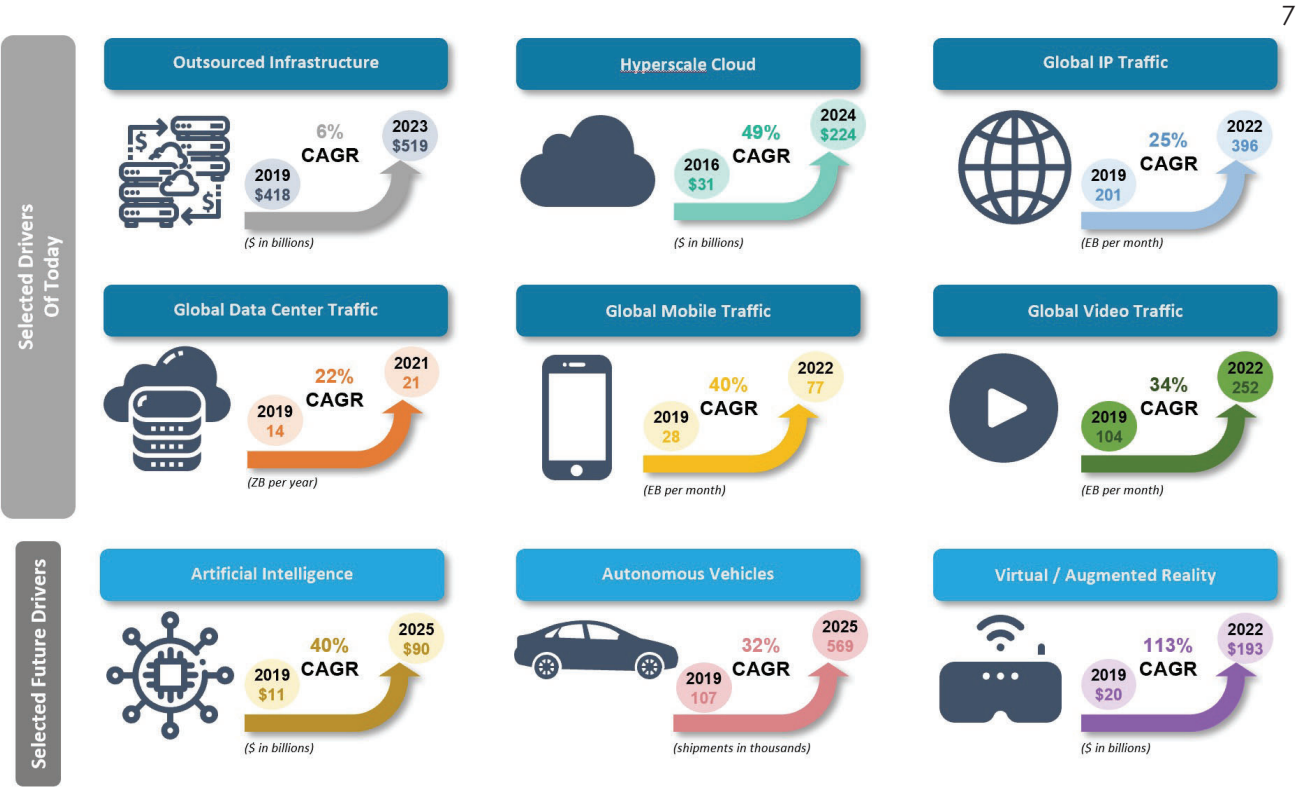 7
Selected Drivers
Of Today
Outsourced Infrastructure
$
$
6%
CAGR
2019
$418
2023
$519
($ in billions)
Hyperscale Cloud
49%
CAGR
2016
$31
2024
$224
($ in billions)
Global IP Traffic
25%
CAGR
2019
201
2022
396
(EB per month)
Global Data Center Traffic
22%
CAGR
2019
14
2021
21
(ZB per year)
Global Mobile Traffic
40%
CAGR
2019
28
2022
77
(EB per month)
Global Video Traffic
34%
CAGR
2019
104
2022
252
(EB per month)
Selected Future Drivers
Artificial Intelligence
40%
CAGR
2019
$11
2025
$90
($ in billions)
Autonomous Vehicles
32%
CAGR
2019
107
2025
569
(shipments in thousands)
Virtual / Augmented Reality
113%
CAGR
2019
$20
2022
$193
($ in billions)